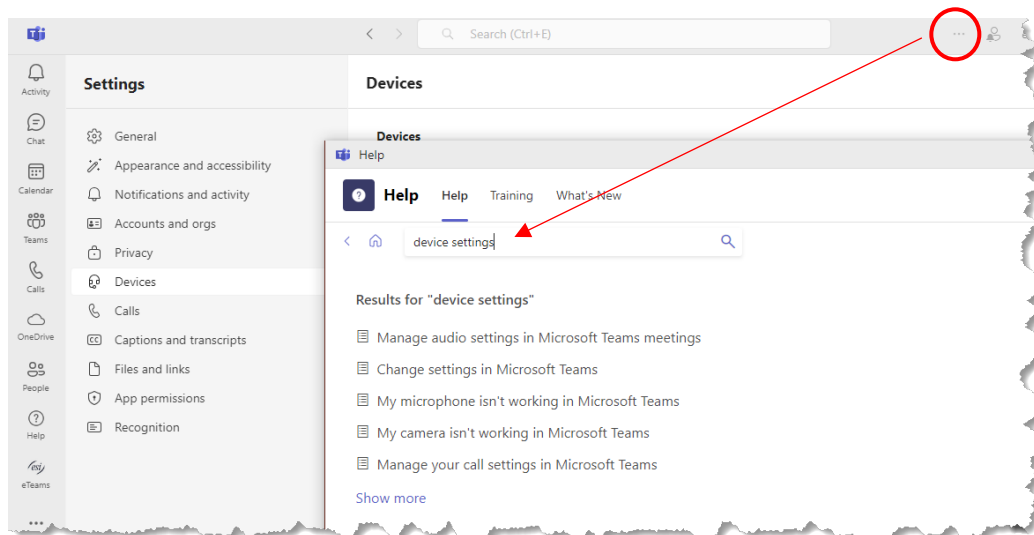 Search (Ctrl+E)
Activity
Chat
Calendar
Teams
Calls
OneDrive
People
Help
eTeams
Settings
General
Appearance and accessibility
Notifications and activity
Accounts and orgs
Privacy
Devices
Calls
Captions and transcripts
Files and links
App permissions
Recognition
Devices
Devices
Help
Help
Help Training What's New
device settings
Results for "device settings"
Manage audio settings in Microsoft Teams meetings
Change settings in Microsoft Teams
My microphone isn't working in Microsoft Teams
My camera isn't working in Microsoft Teams
Manage your call settings in Microsoft Teams
Show more